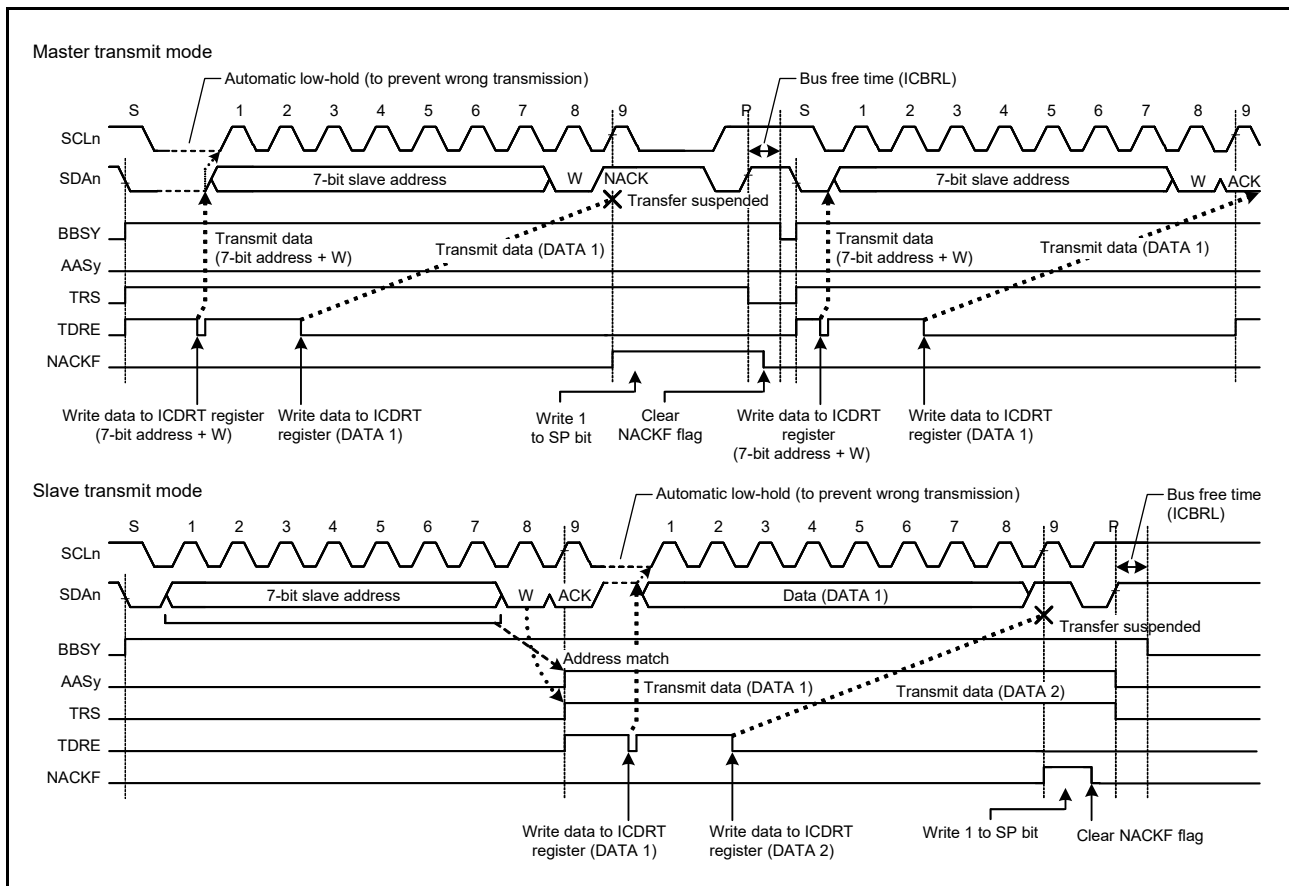 Master transmit mode
Automatic low-hold (to prevent wrong transmission)
Bus free time (ICBRL)
S 1 2 3 4 5 6 7 8 9 P S 1 2 3 4 5 6 7 8 9
SCLn
SDAn 7-bit slave address W NACK 7-bit slave address W ACK
Transfer suspended
BBSY
Transmit data
(7-bit address + W)
Transmit data (DATA 1)
Transmit data
(7-bit address + W)
Transmit data (DATA 1)
AASy
TRS
TDRE
NACKF
Write data to ICDRT register
(7-bit address + W)
Write data to ICDRT
register (DATA 1)
Write 1
to SP bit
Clear
NACKF flag
Write data to ICDRT
register
(7-bit address + W)
Write data to ICDRT
register (DATA 1)
Slave transmit mode
Automatic low-hold (to prevent wrong transmission)
Bus free time
(ICBRL)
S 1 2 3 4 5 6 7 8 9 1 2 3 4 5 6 7 8 9 P
SCLn
SDAn 7-bit slave address W ACK Data (DATA 1)
Transfer suspended
BBSY
Address match
AASy
Transmit data (DATA 1) Transmit data (DATA 2)
TRS
TDRE
NACKF
Write data to ICDRT
register (DATA 1)
Write data to ICDRT
register (DATA 2)
Write 1 to SP bit
Clear NACKF flag